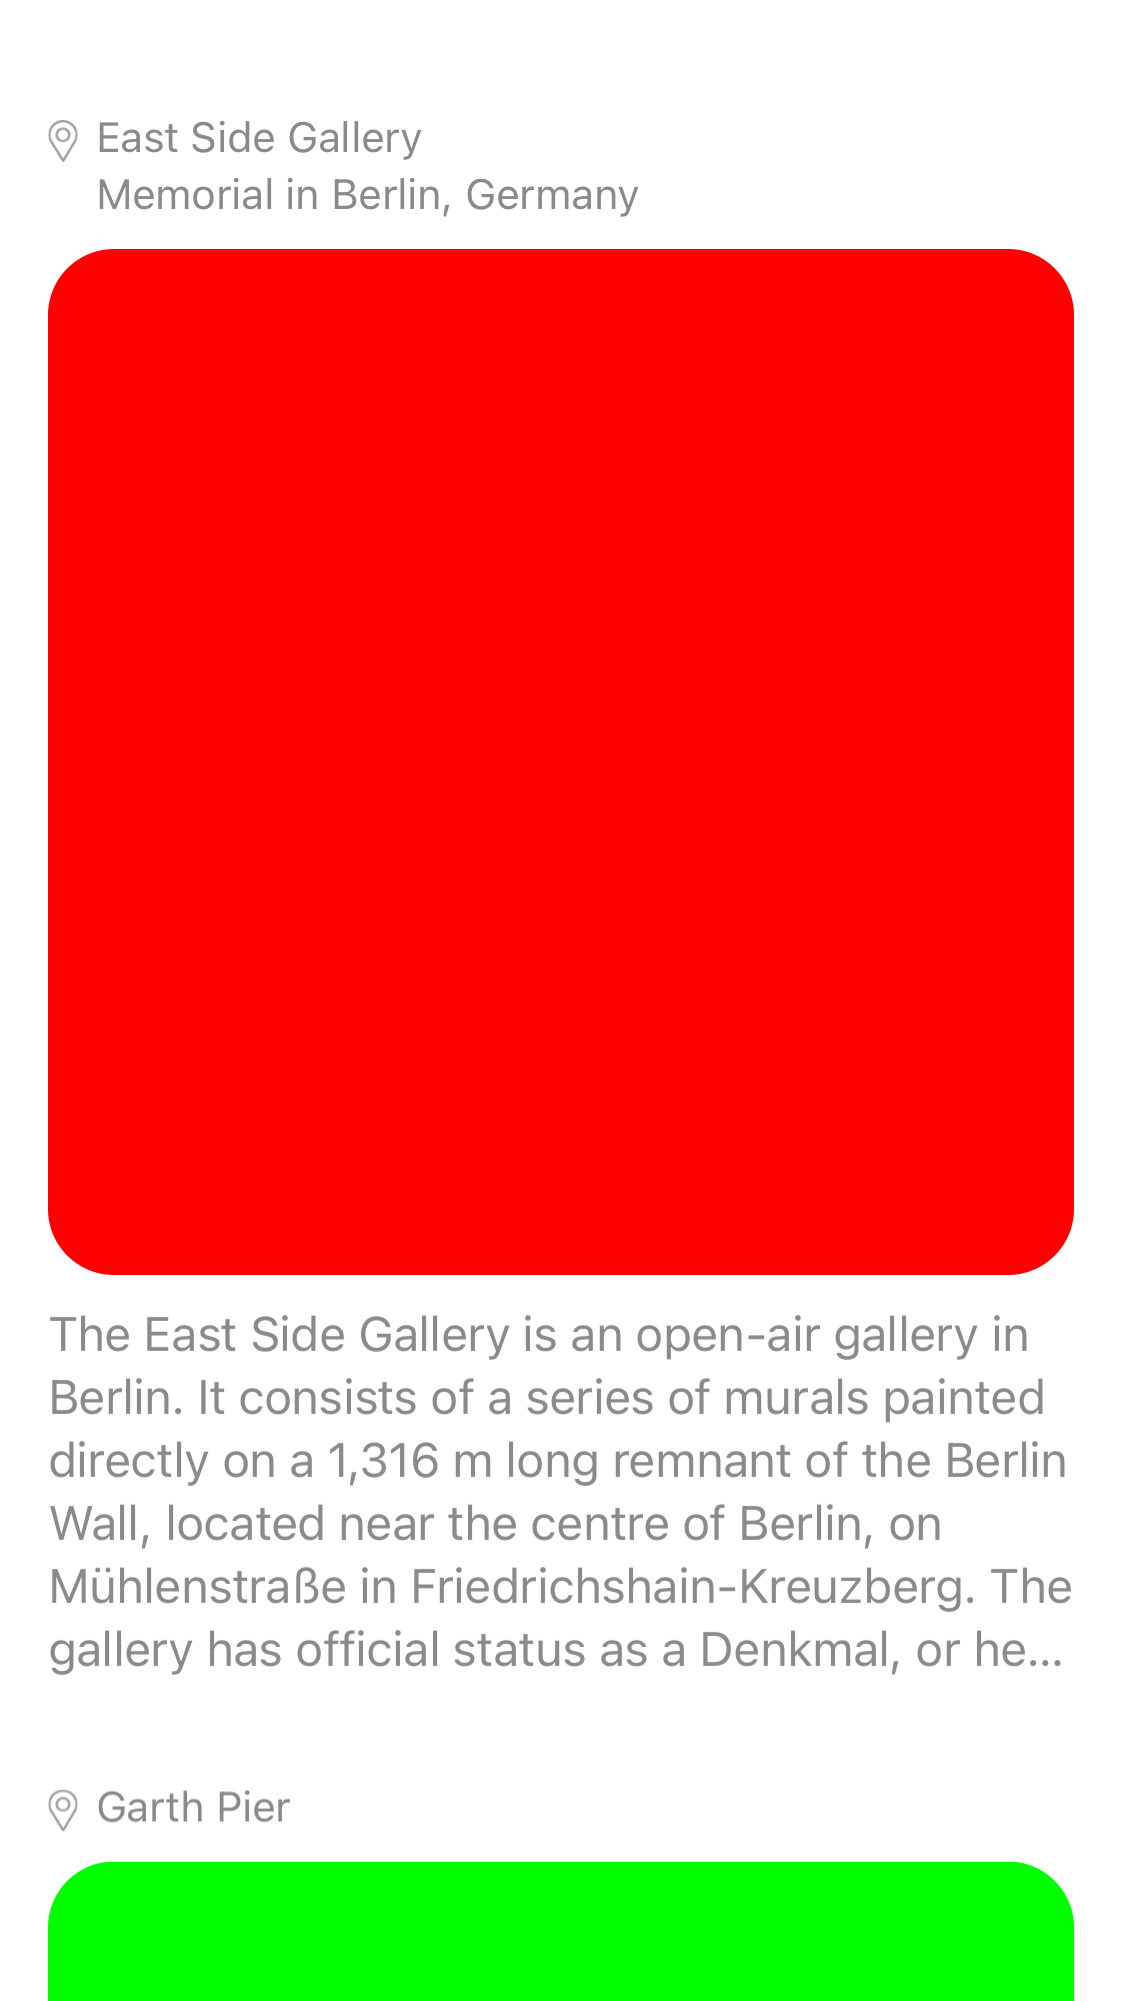 East Side Gallery
Memorial in Berlin, Germany
The East Side Gallery is an open-air gallery in
Berlin. It consists of a series of murals painted
directly on a 1,316 m long remnant of the Berlin
Wall, located near the centre of Berlin, on
Mühlenstraße in Friedrichshain-Kreuzberg. The
gallery has official status as a Denkmal, or he…
Garth Pier